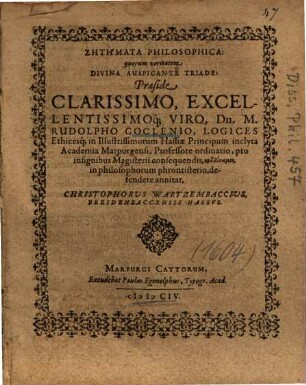 47
Diss. Phil. 457
ΖΗΤΗΜΑΤΑ PHILOSOPHICA:
quorum veritatem
DIVINA AUSPICANTE TRIADE:
Præside
CLARISSIMO, EXCEL-
LENTISSIMOq́; VIRO, Dn. M.
RUDOLPHO GOCLENIO, LOGICES
Ethicesq́; in Illustrissimorum Hassiæ Principum inclyta
Academia Marpurgensi, Professore ordinario, pro
insignibus Magisterii consequendis,
in philosophorum phrontisterio, de-
fendere annitar,
CHRISTOPHORUS WARTZEMBACCIUS,
BREIDENBACCENSIS HASSUS.
(1604)
MARPURGI CATTORUM,
Excudebat Paulus Egenolphus, Typogr. Acad.
cIɔ Iɔ CIV.